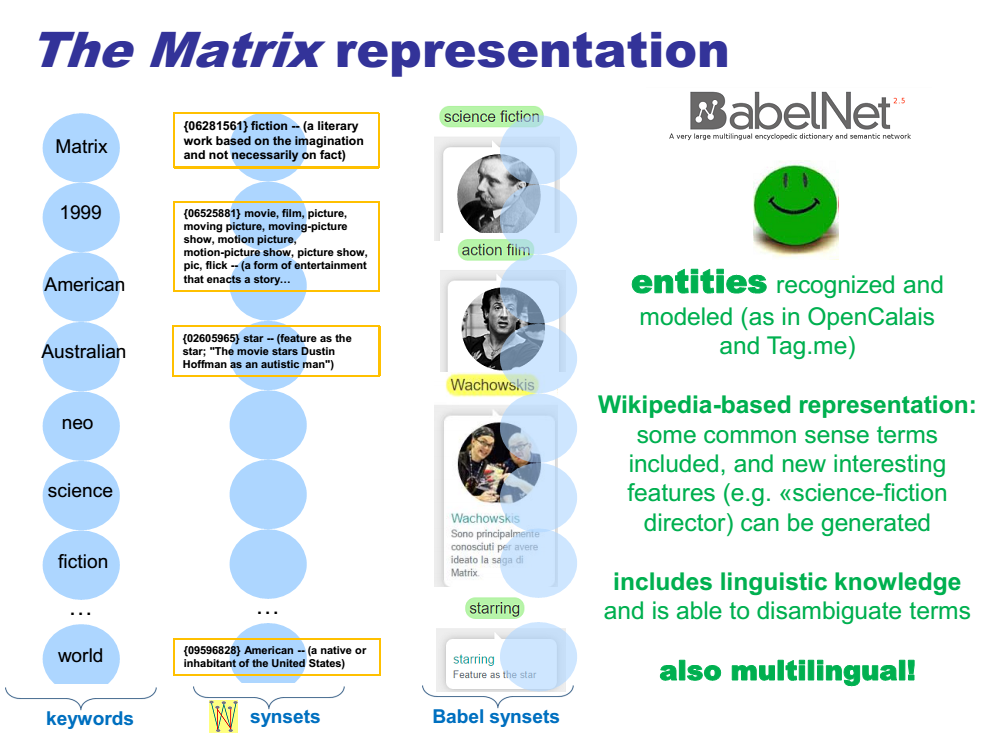 The Matrix representation
Matrix
1999
American
Australian
neo
science
fiction
...
world
keywords
{06281561} fiction -- (a literary
work based on the imagination
and not necessarily on fact)
{06525881} movie, film, picture,
moving picture, moving-picture
show, motion picture,
motion-picture show, picture show,
pic, flick -- (a form of entertainment
that enacts a story...
{02605965} star -- (feature as the
star; "The movie stars Dustin
Hoffman as an autistic man")
...
{09596828} American -- (a native or
inhabitant of the United States)
W synsets
science fiction
action film
Wachowskis
Wachowskis
Sono principalmente
conosciuti per avere
ideato la saga di
Matrix.
starring
starring
Feature as the star
Babel synsets
BabelNet 2.5
A very large multilingual encyclopedic dictionary and semantic network
entities recognized and
modeled (as in OpenCalais
and Tag.me)
Wikipedia-based representation:
some common sense terms
included, and new interesting
features (e.g. «science-fiction
director) can be generated
includes linguistic knowledge
and is able to disambiguate terms
also multilingual!